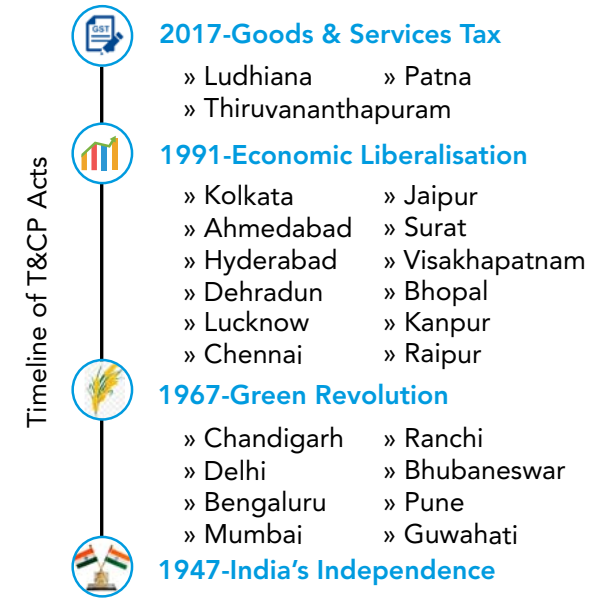 GST
2017-Goods & Services Tax
» Ludhiana » Patna
» Thiruvananthapuram
1991-Economic Liberalisation
» Kolkata » Jaipur
» Ahmedabad » Surat
» Hyderabad » Visakhapatnam
» Dehradun » Bhopal
» Lucknow » Kanpur
» Chennai » Raipur
1967-Green Revolution
» Chandigarh » Ranchi
» Delhi » Bhubaneswar
» Bengaluru » Pune
» Mumbai » Guwahati
1947-India’s Independence
Timeline of T&CP Acts